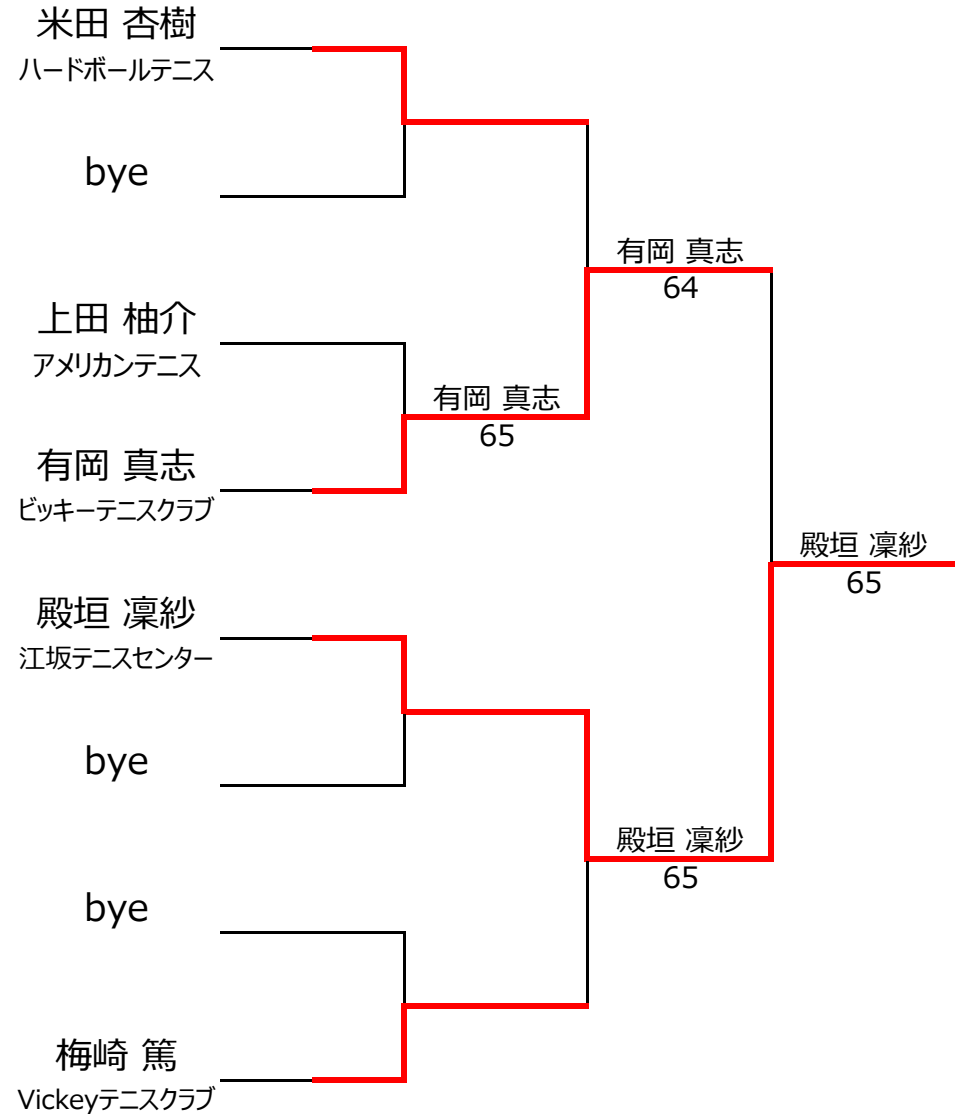 米田 杏樹
ハードボールテニス
bye
有岡 真志
64
上田 柚介
アメリカンテニス
有岡 真志
65
有岡 真志
ビッキーテニスクラブ
殿垣 凜紗
65
殿垣 凜紗
江坂テニスセンター
bye
殿垣 凜紗
65
bye
梅崎 篤
Vickeyテニスクラブ